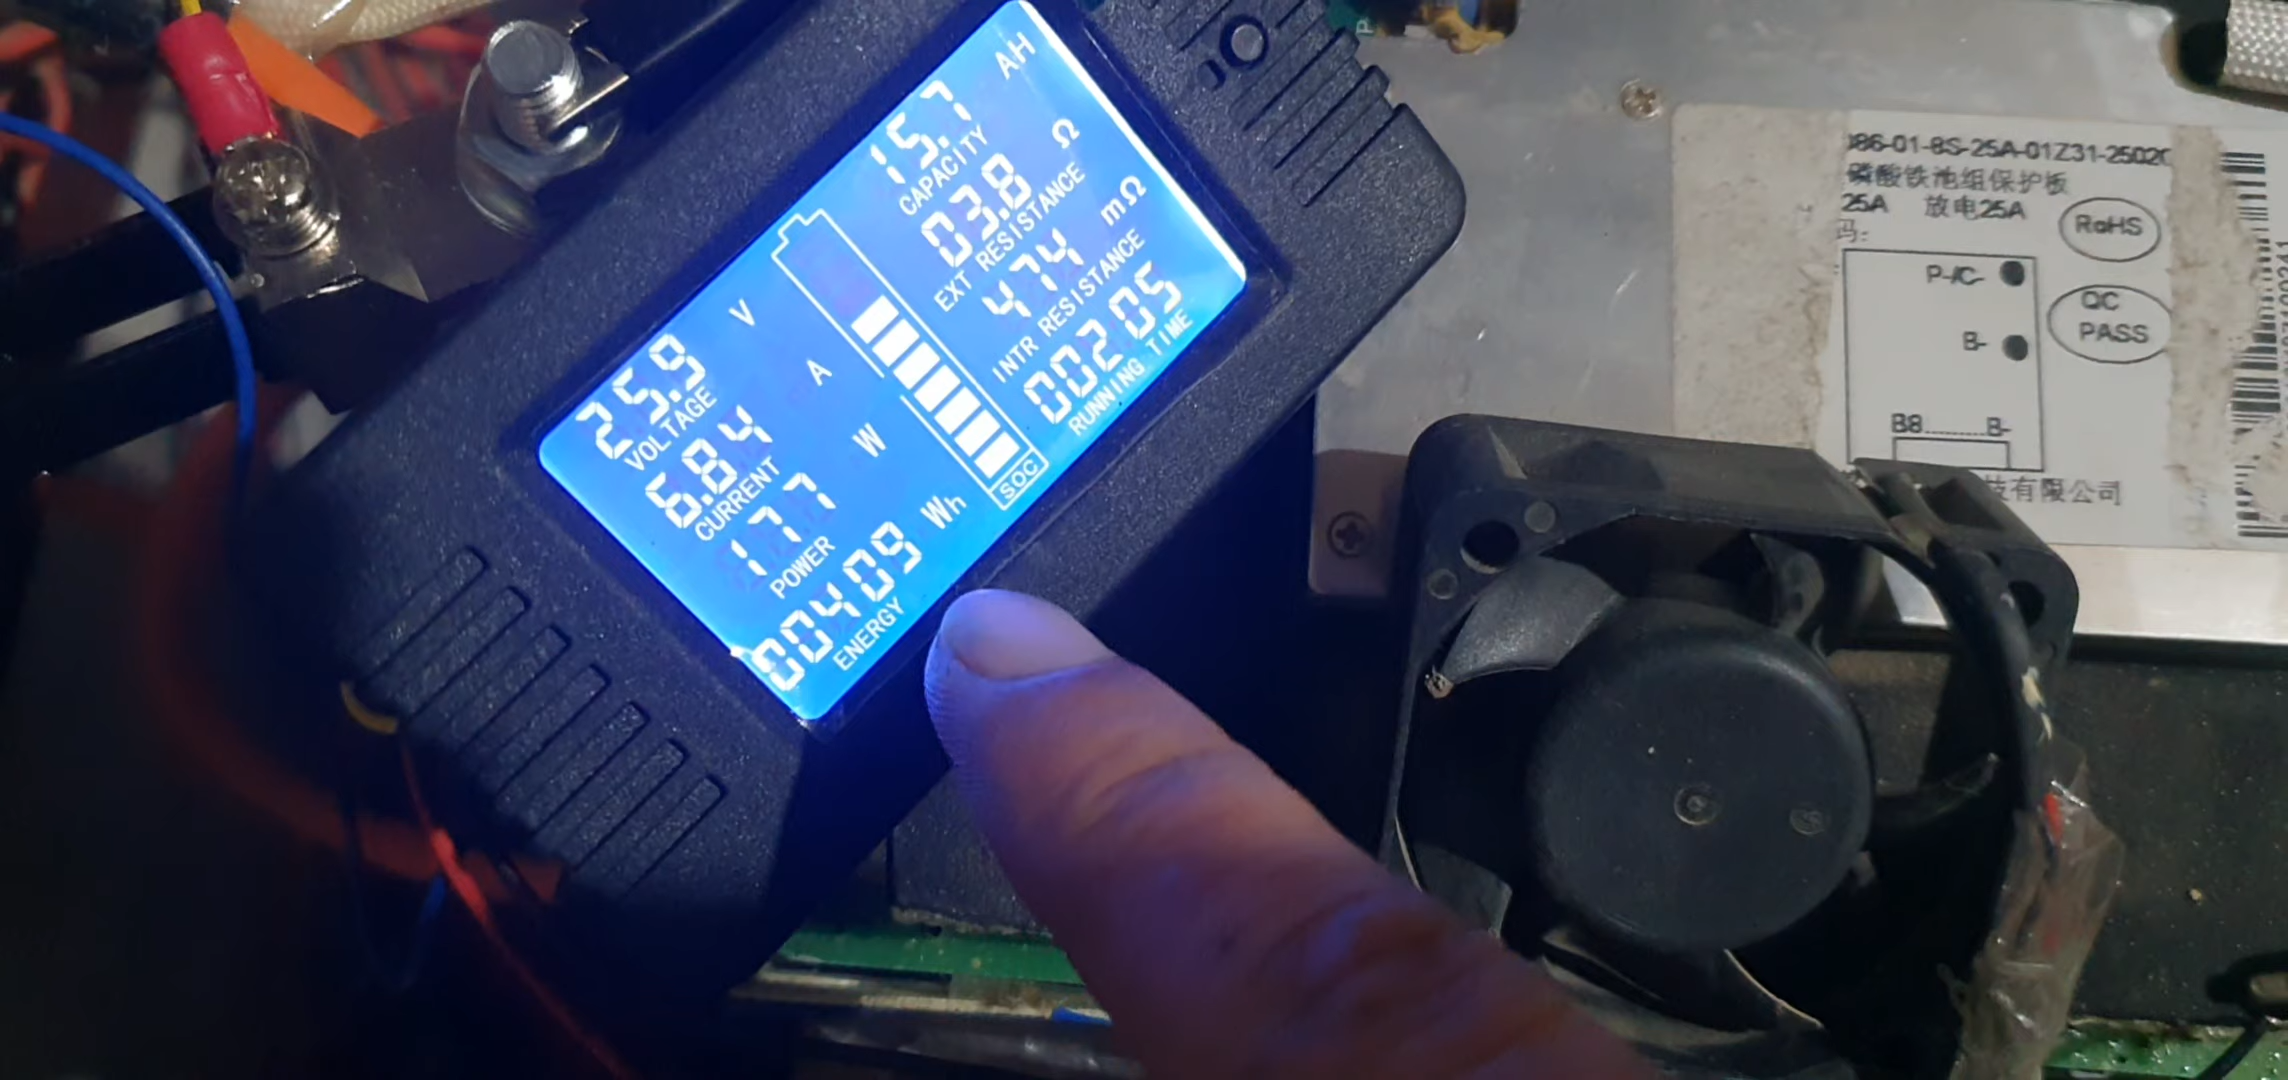 25.9 V
VOLTAGE
6.84 A
CURRENT
177 W
POWER
00409 Wh
ENERGY
SOC
15.7 AH
CAPACITY
03.8 Ω
EXT RESISTANCE
474 mΩ
INTR RESISTANCE
00205
RUNNING TIME
86-01-8S-25A-01Z31-2502
磷酸铁池组保护板
25A 放电25A
码:
RoHS
P-/C-
B-
QC
PASS
B8.........B-
技有限公司